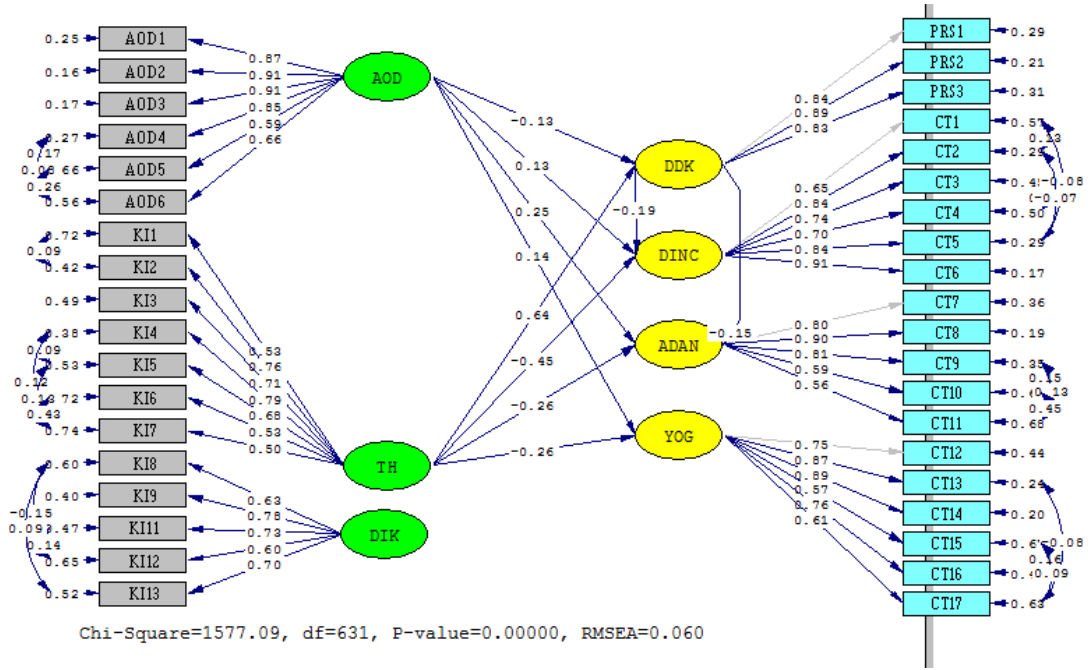 0.25 AOD1
0.16 AOD2
0.17 AOD3
0.27 AOD4
0.17
66 AOD5
0.26
0.56 AOD6
0.72 KI1
0.09
0.42 KI2
0.49 KI3
0.38 KI4
0.09
0.53 KI5
0.12
72 KI6
0.43
0.74 KI7
0.60 KI8
-0.15
0.40 KI9
0.09
0.47 KI11
0.14
0.65 KI12
0.52 KI13
0.87
0.91
0.91
0.85
0.59
0.66
0.53
0.76
0.71
0.79
0.68
0.53
0.50
0.63
0.78
0.73
0.60
0.70
AOD
TH
DIK
-0.13
0.13
0.25
0.14
0.64
-0.45
-0.26
-0.26
DDK
-0.19
DINC
ADAN
-0.15
YOG
0.84
0.89
0.83
0.65
0.84
0.74
0.70
0.84
0.91
0.80
0.90
0.81
0.59
0.56
0.75
0.87
0.89
0.57
0.76
0.61
PRS1 0.29
PRS2 0.21
PRS3 0.31
CT1 0.57
0.13
CT2 0.29
CT3
-0.08
-0.07
CT4 0.50
CT5 0.29
CT6 0.17
CT7 0.36
CT8 0.19
CT9 0.35
0.15
CT10
0.13
0.45
CT11 0.68
CT12 0.44
CT13 0.24
CT14 0.20
CT15
-0.08
CT16
0.09
CT17 0.63
Chi-Square=1577.09, df=631, P-value=0.00000, RMSEA=0.060